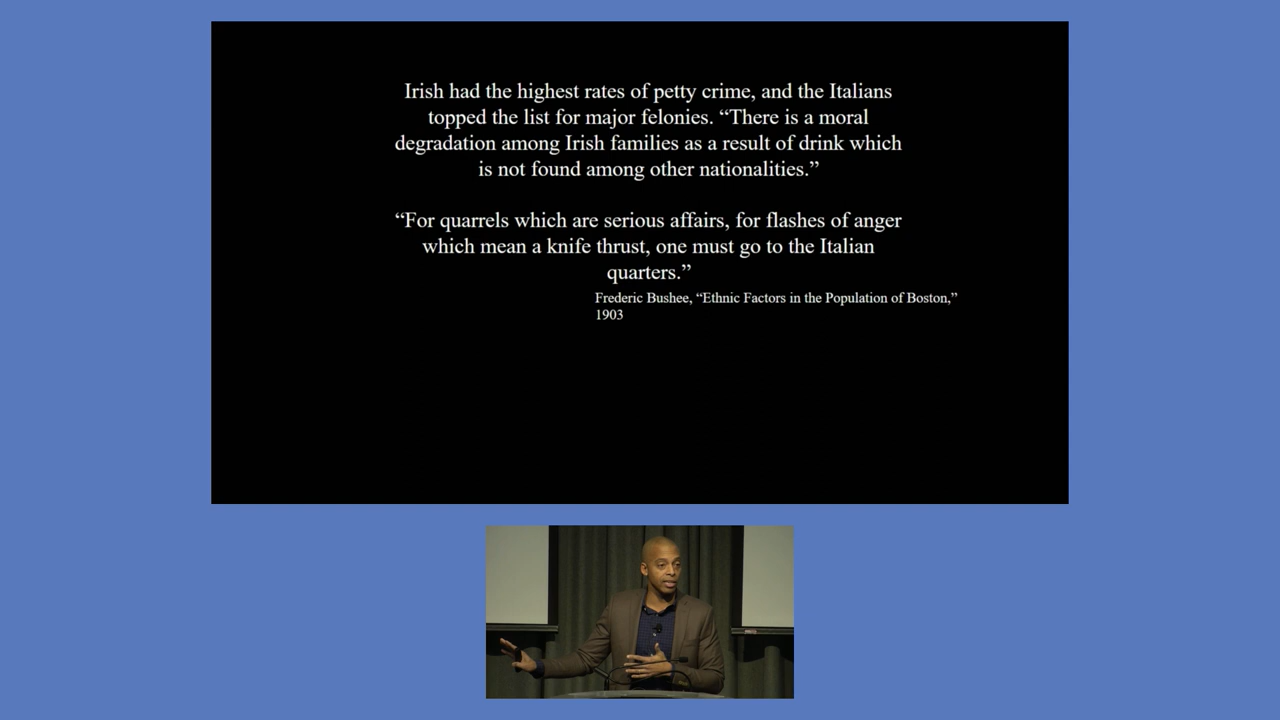 Irish had the highest rates of petty crime, and the Italians
topped the list for major felonies. “There is a moral
degradation among Irish families as a result of drink which
is not found among other nationalities.”
“For quarrels which are serious affairs, for flashes of anger
which mean a knife thrust, one must go to the Italian
quarters.”
Frederic Bushee, “Ethnic Factors in the Population of Boston,”
1903